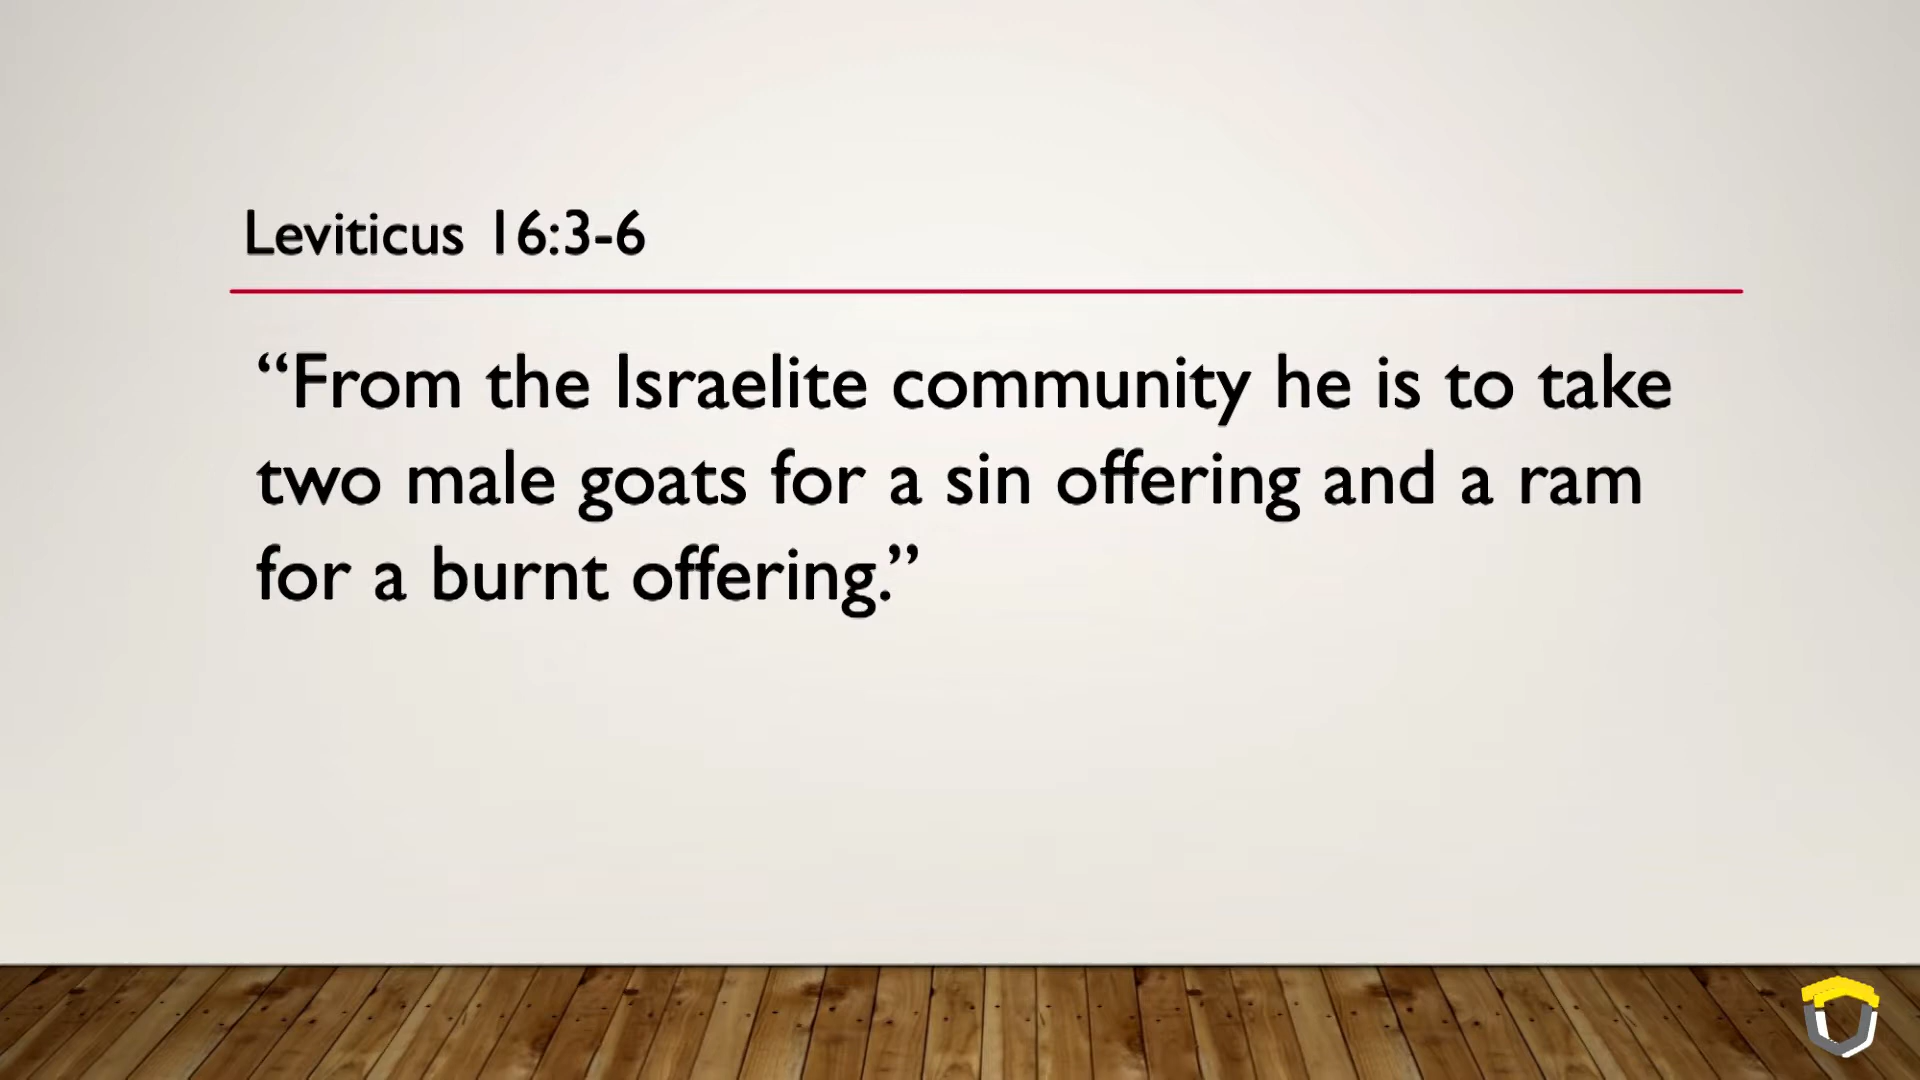 Leviticus 16:3-6
“From the Israelite community he is to take
two male goats for a sin offering and a ram
for a burnt offering.”